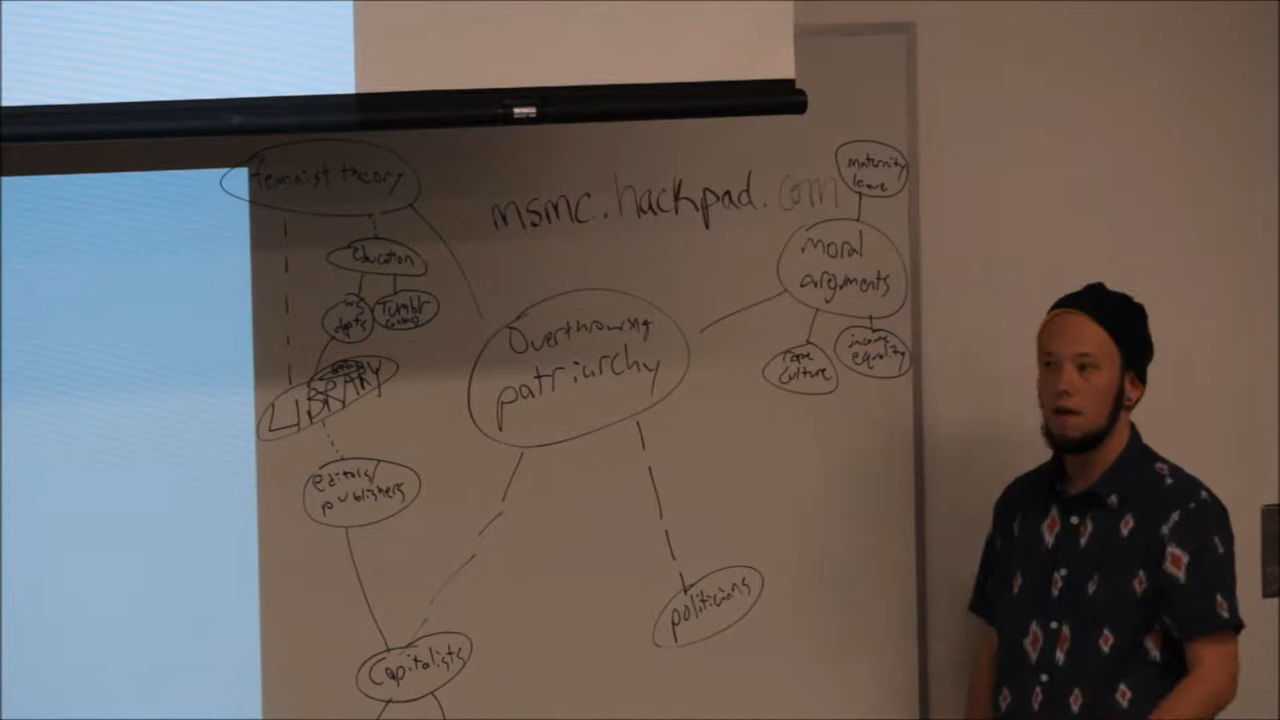 feminist theory
msmc.hackpad.com
maternity
leave
moral
arguments
education
depts
Tumblr
Overthrowing
patriarchy
rape
culture
income
equality
LIBRARY
editors/
publishers
politicians
Capitalists